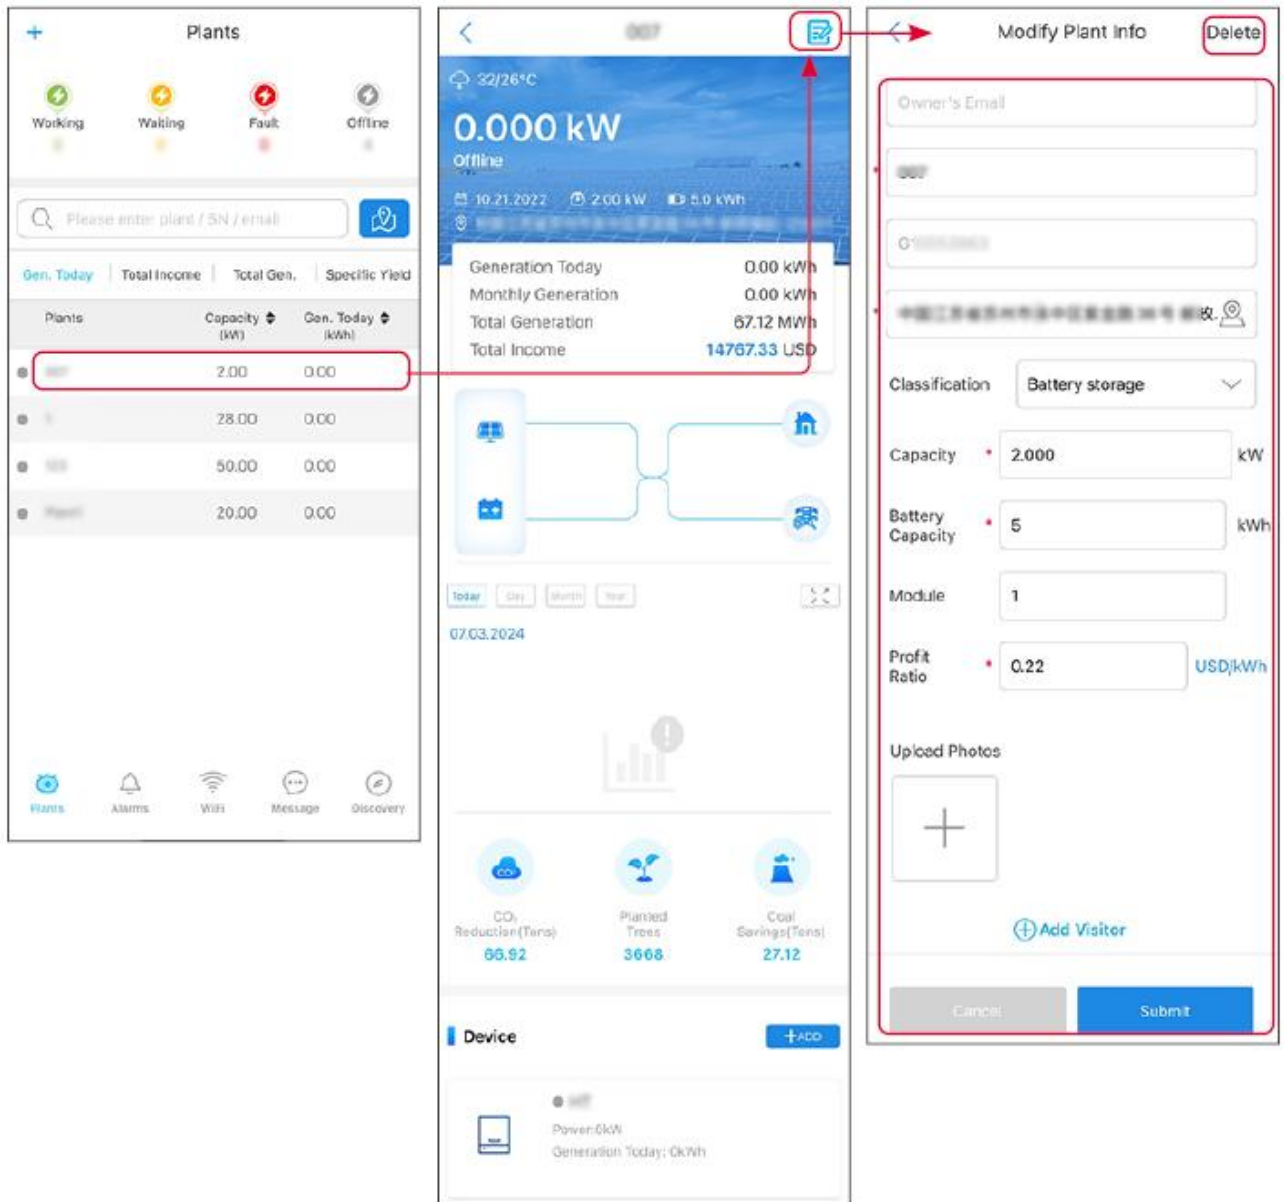 Plants
Working
Waiting
Fault
Offline
Please enter plant / SN / email
Gen. Today
Total Income
Total Gen.
Specific Yield
Plants
Capacity
(kW)
Gen. Today
(kWh)
2.00
0.00
28.00
0.00
50.00
0.00
20.00
0.00
Plants
Alarms
WiFi
Message
Discovery
007
32/26°C
0.000 kW
Offline
10.21.2022
2.00 kW
5.0 kWh
Generation Today
0.00 kWh
Monthly Generation
0.00 kWh
Total Generation
67.12 MWh
Total Income
14767.33 USD
Today
Day
Month
Year
07.03.2024
CO₂
Reduction(Tons)
66.92
Planted
Trees
3668
Coal
Savings(Tons)
27.12
Device
+ADD
Power:0kW
Generation Today: 0kWh
Modify Plant Info
Delete
Owner's Email
* 007
*
Classification
Battery storage
Capacity * 2.000 kW
Battery
Capacity
* 5 kWh
Module 1
Profit
Ratio
* 0.22 USD/kWh
Upload Photos
Add Visitor
Cancel
Submit